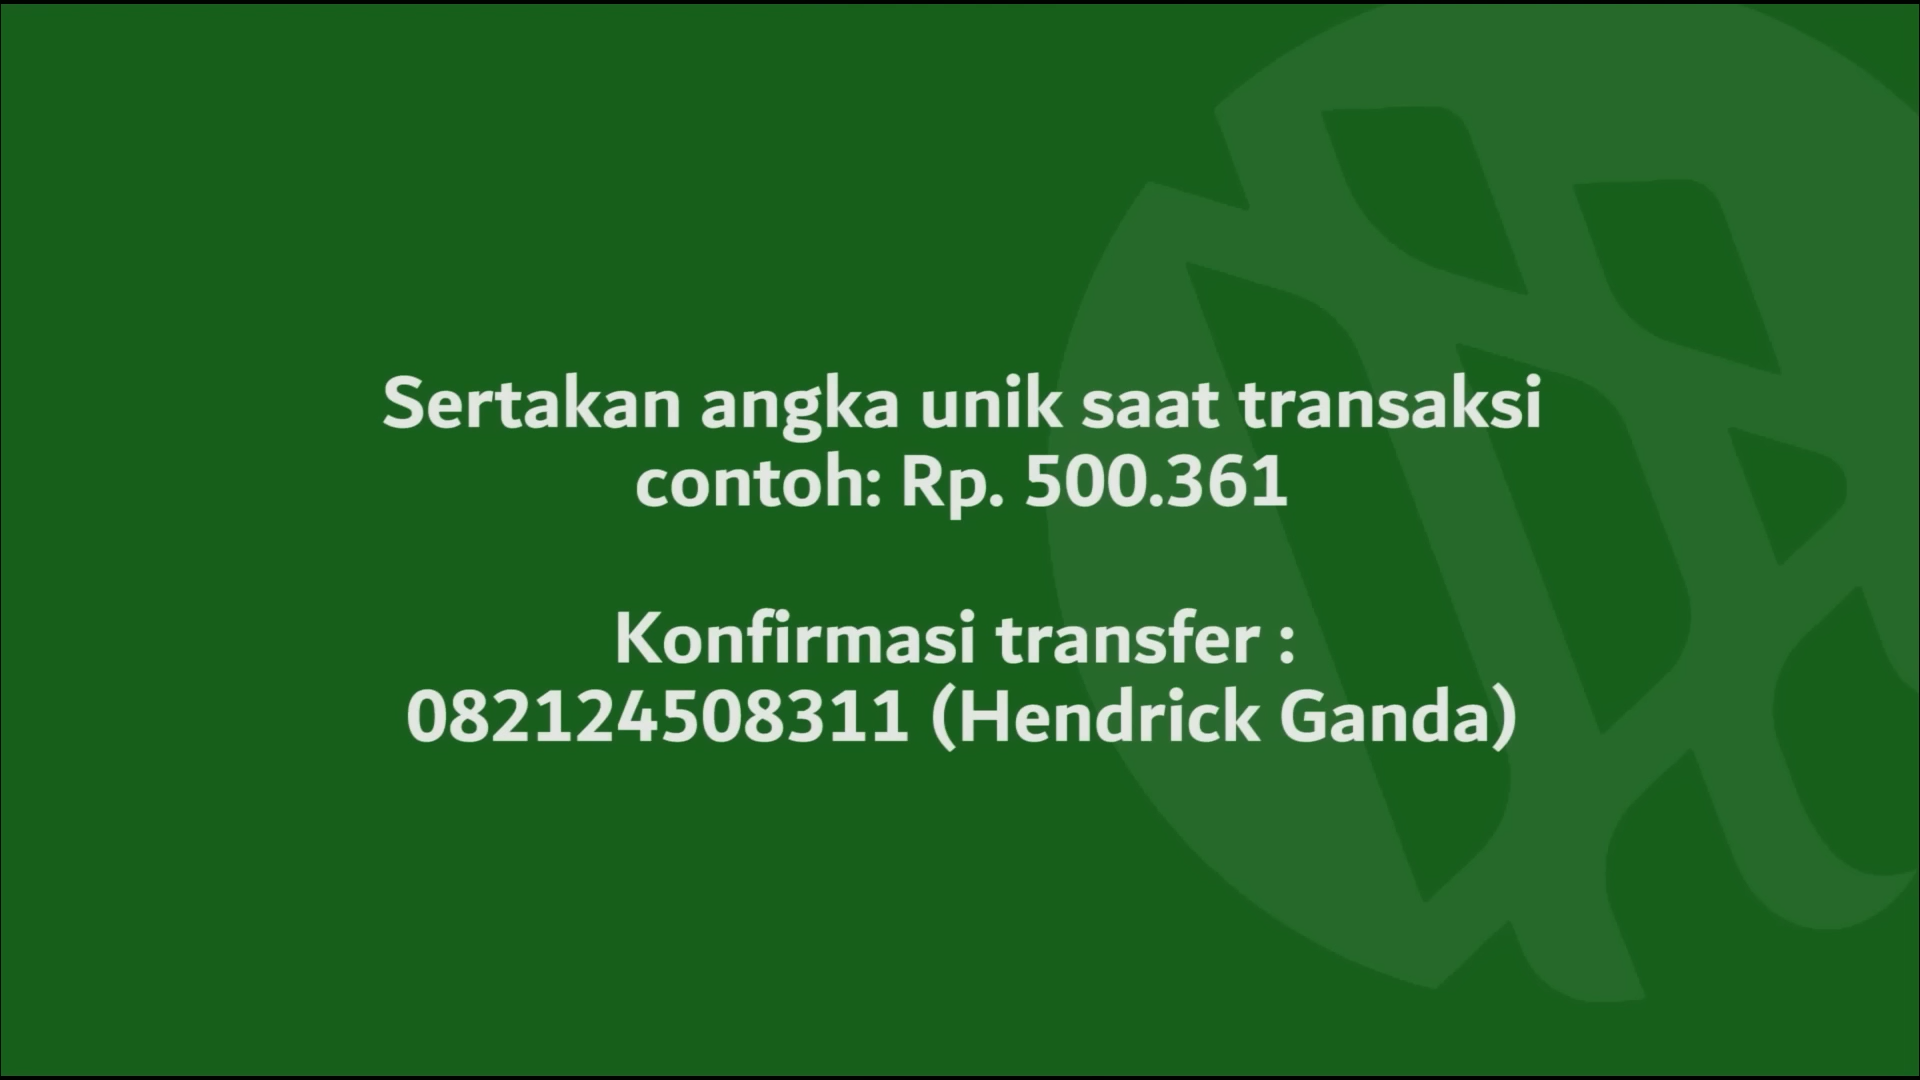 Sertakan angka unik saat transaksi
contoh: Rp. 500.361
Konfirmasi transfer :
082124508311 (Hendrick Ganda)